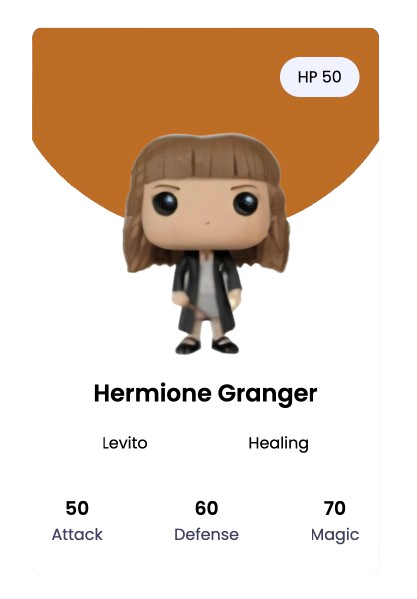 HP 50
Hermione Granger
Levito Healing
50 60 70
Attack Defense Magic